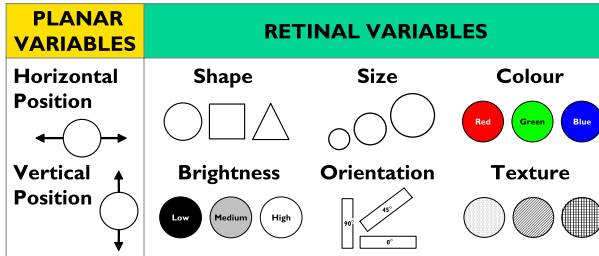 PLANAR
VARIABLES
RETINAL VARIABLES
Horizontal
Position
Vertical
Position
Shape
Size
Colour
Red
Green
Blue
Brightness
Orientation
Texture
Low
Medium
High
90°
45°
0°